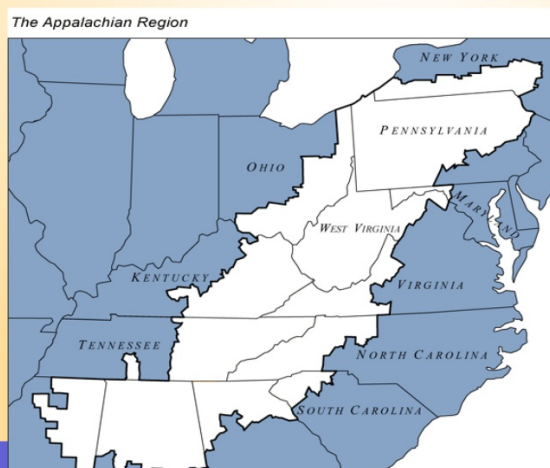 The Appalachian Region
NEW YORK
PENNSYLVANIA
OHIO
MARYLAND
WEST VIRGINIA
KENTUCKY
VIRGINIA
TENNESSEE
NORTH CAROLINA
SOUTH CAROLINA